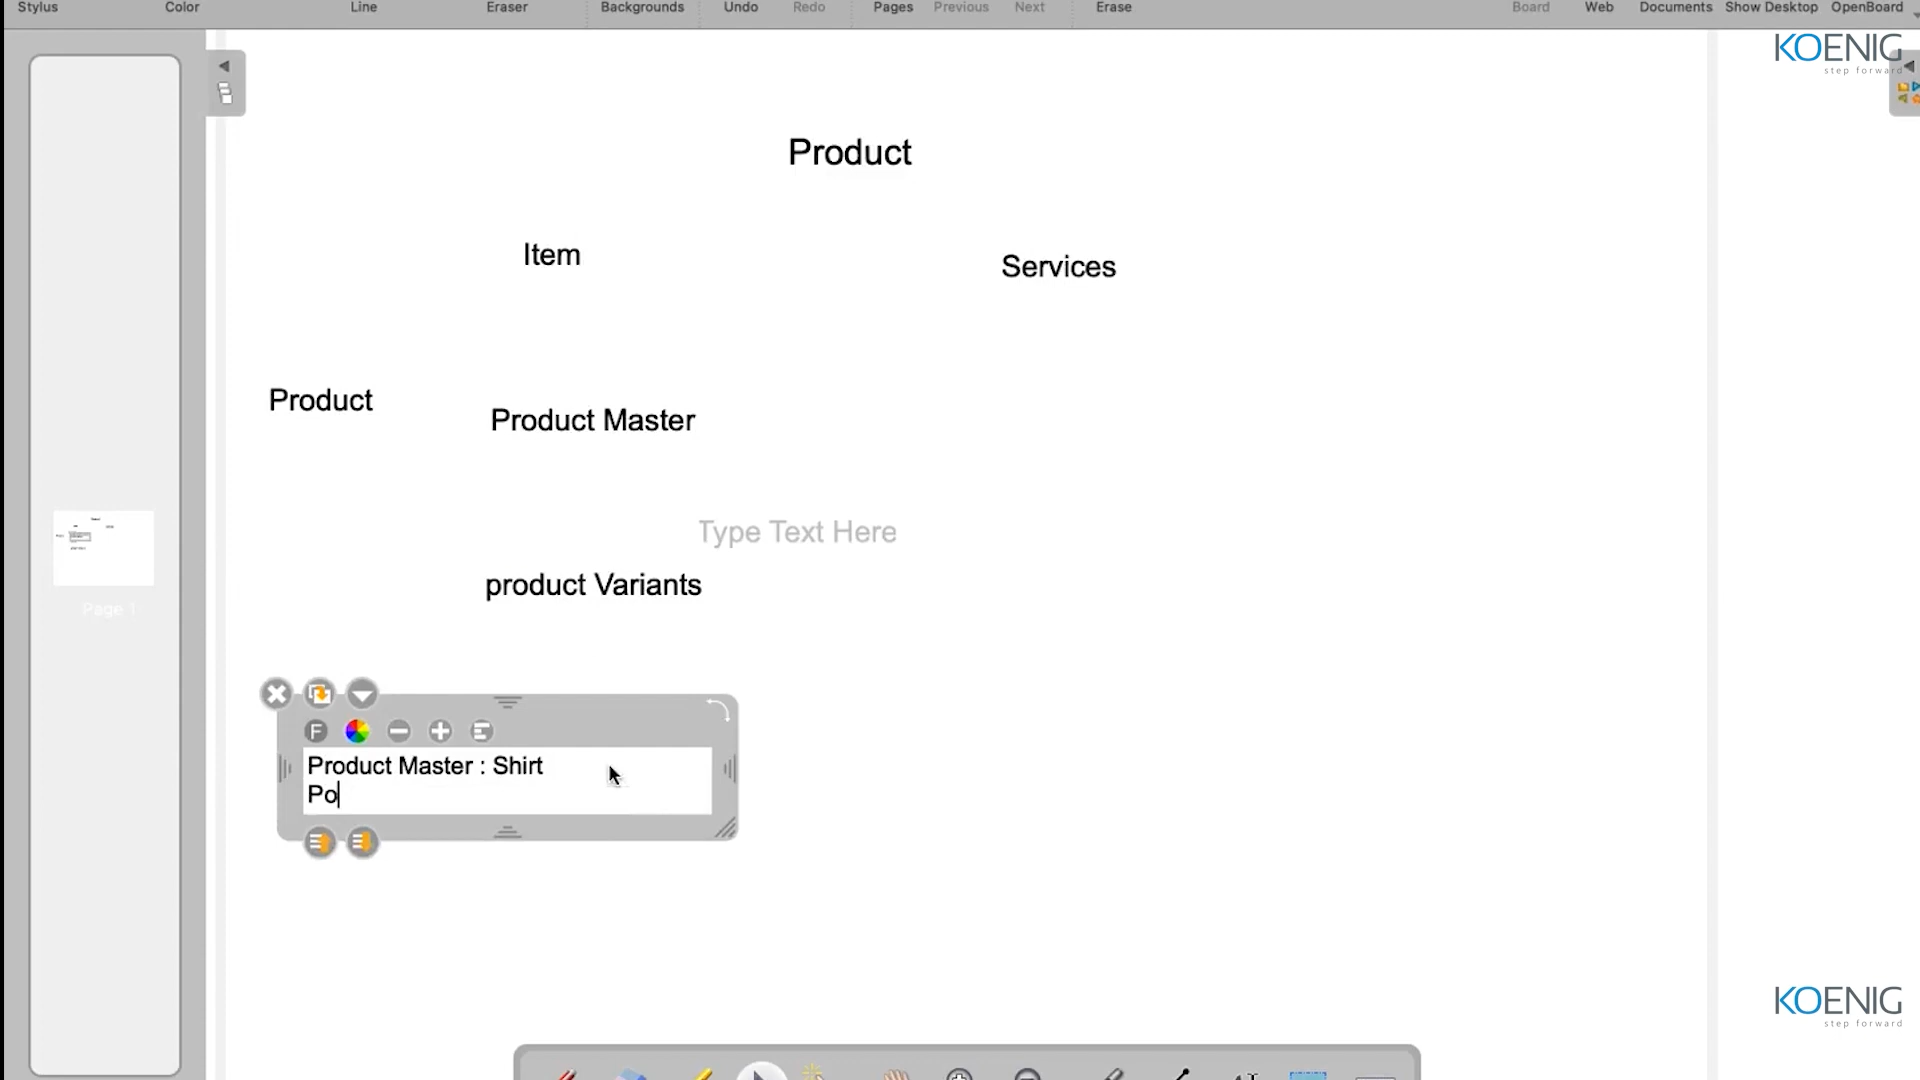 Stylus Color Line Eraser Backgrounds Undo Redo Pages Previous Next Erase Board Web Documents Show Desktop OpenBoard
KOENIG
step forward
Product
Item
Services
Product
Product Master
Type Text Here
product Variants
Page 1
F
Product Master : Shirt
Po
KOENIG
step forward